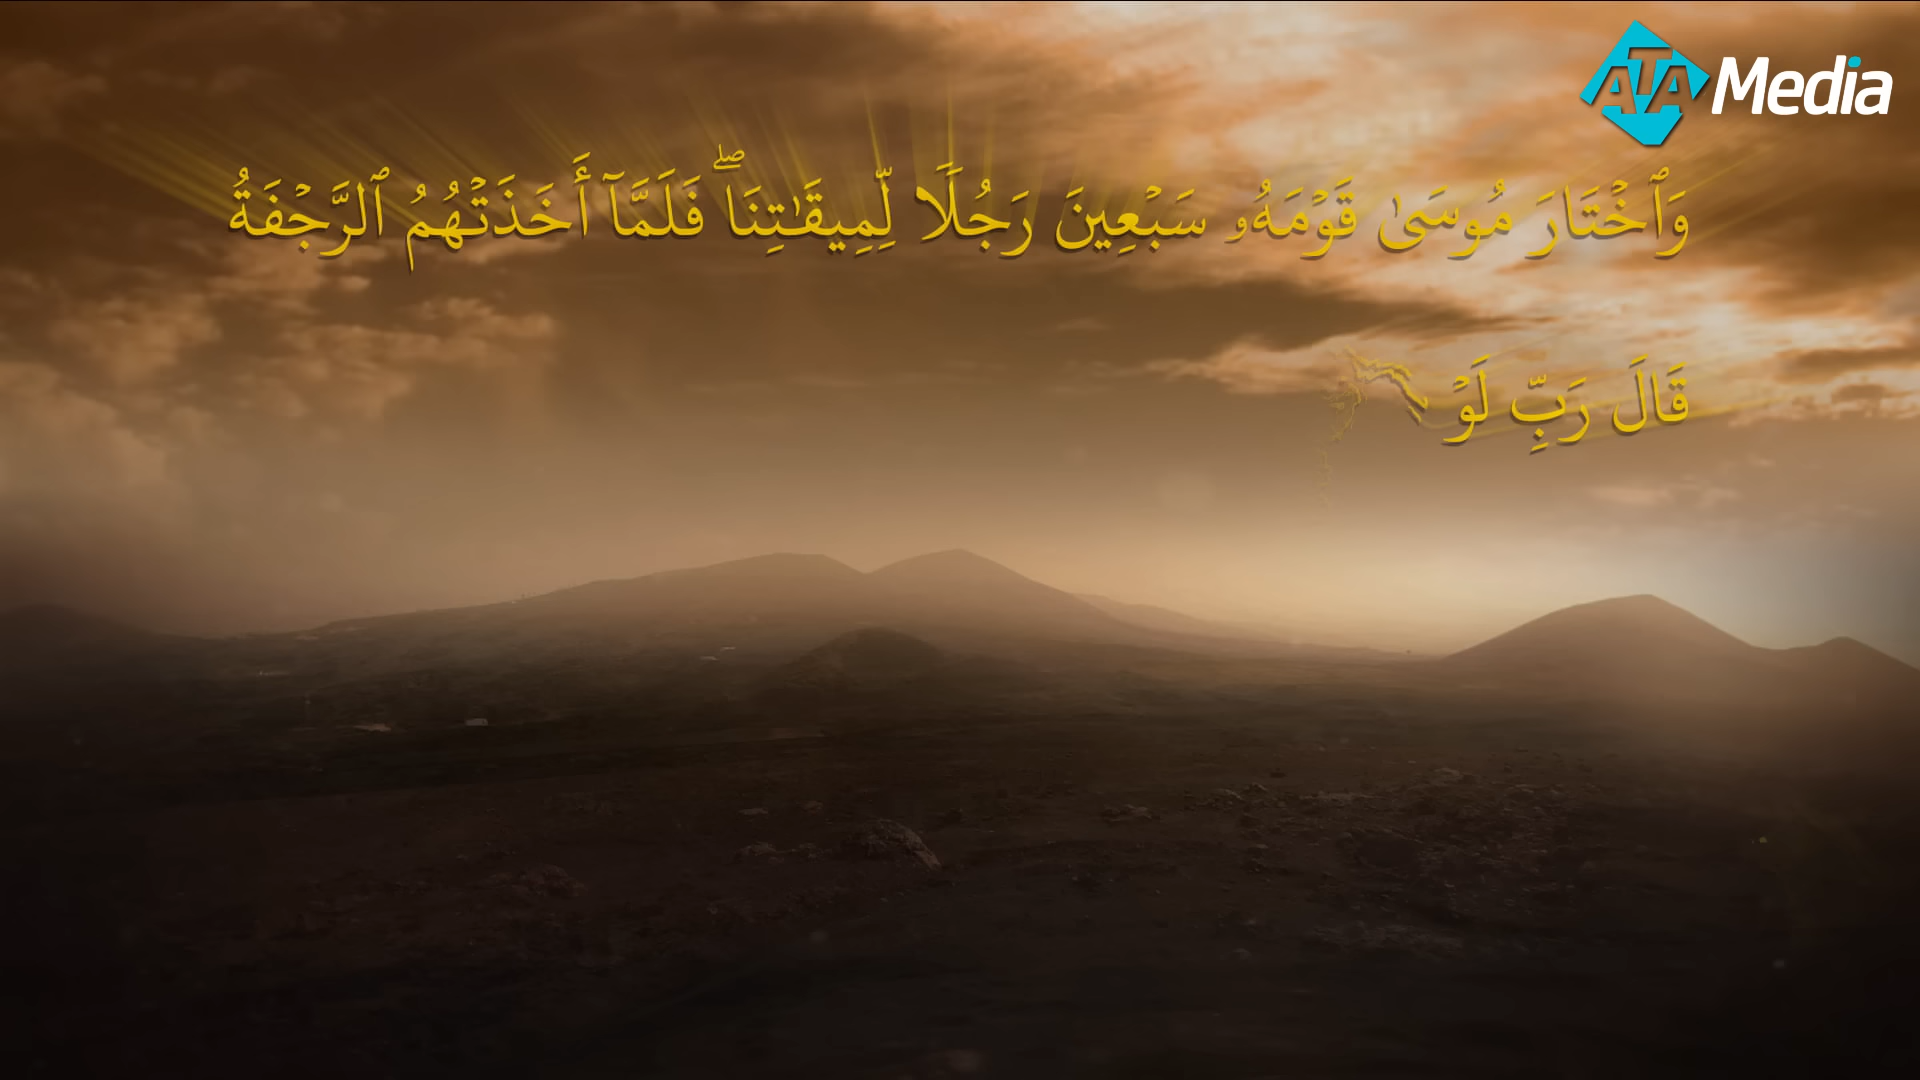 ATA Media
وَٱخْتَارَ مُوسَىٰ قَوْمَهُۥ سَبْعِينَ رَجُلًا لِّمِيقَـٰتِنَا ۖ فَلَمَّآ أَخَذَتْهُمُ ٱلرَّجْفَةُ
قَالَ رَبِّ لَوْ